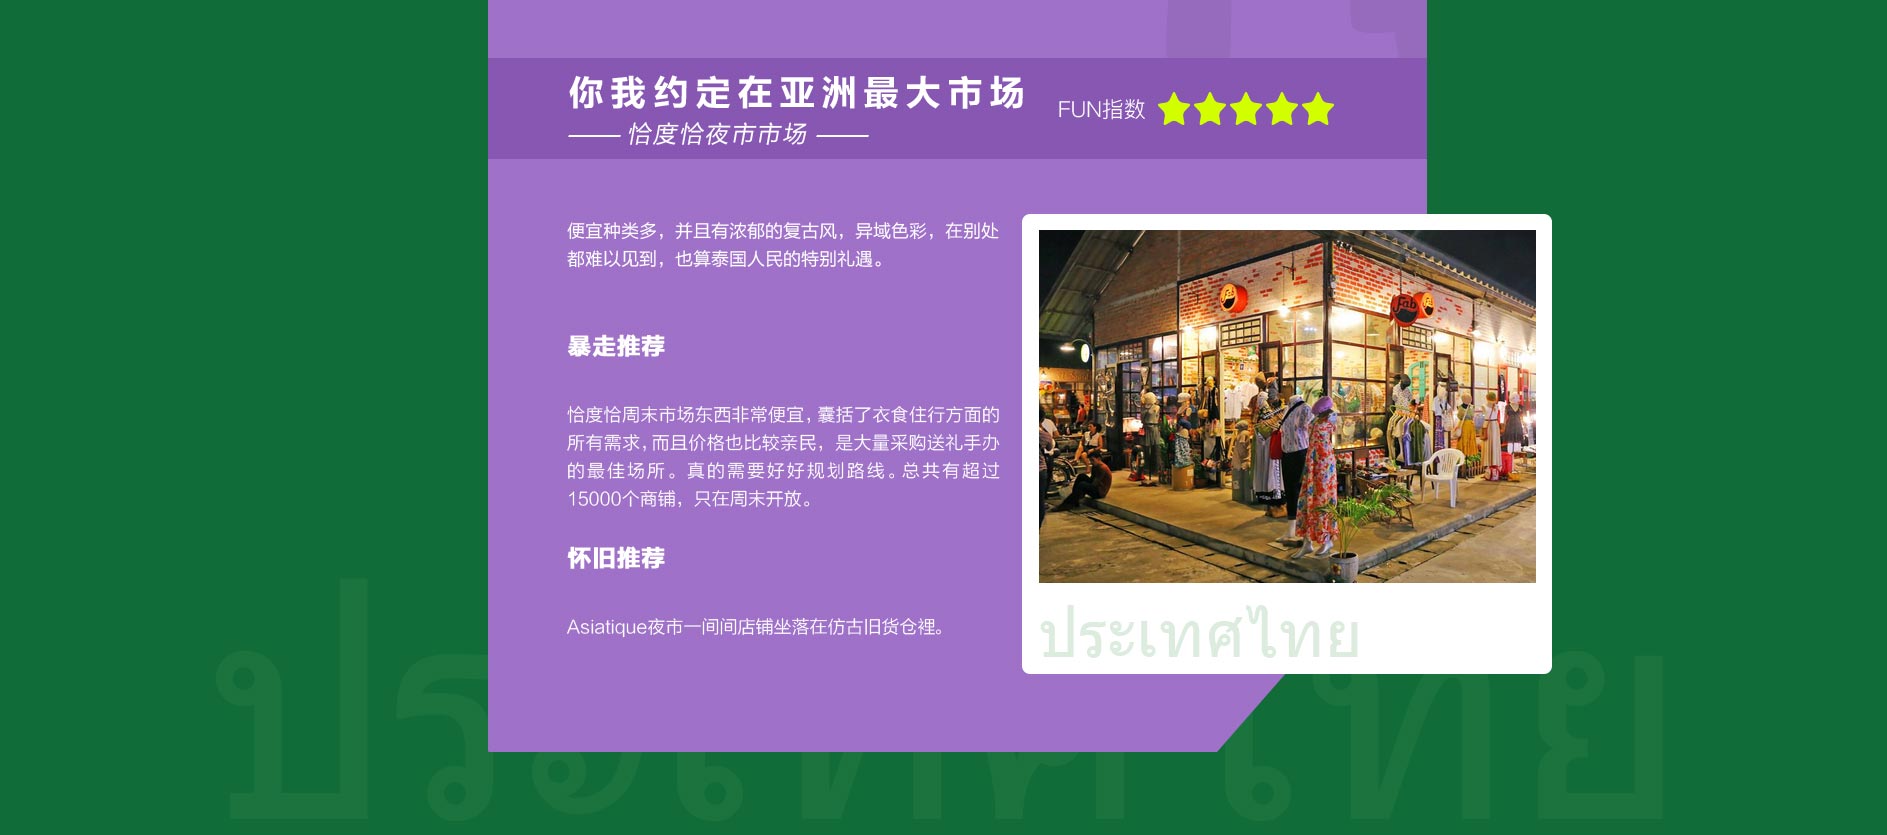 你我约定在亚洲最大市场
恰度恰夜市市场
FUN指数
便宜种类多，并且有浓郁的复古风，异域色彩，在别处
都难以见到，也算泰国人民的特别礼遇。
暴走推荐
恰度恰周末市场东西非常便宜，囊括了衣食住行方面的
所有需求，而且价格也比较亲民，是大量采购送礼手办
的最佳场所。真的需要好好规划路线。总共有超过
15000个商铺，只在周末开放。
怀旧推荐
Asiatique夜市一间间店铺坐落在仿古旧货仓裡。
Fab
Fab
ประเทศไทย
ประเทศไทย